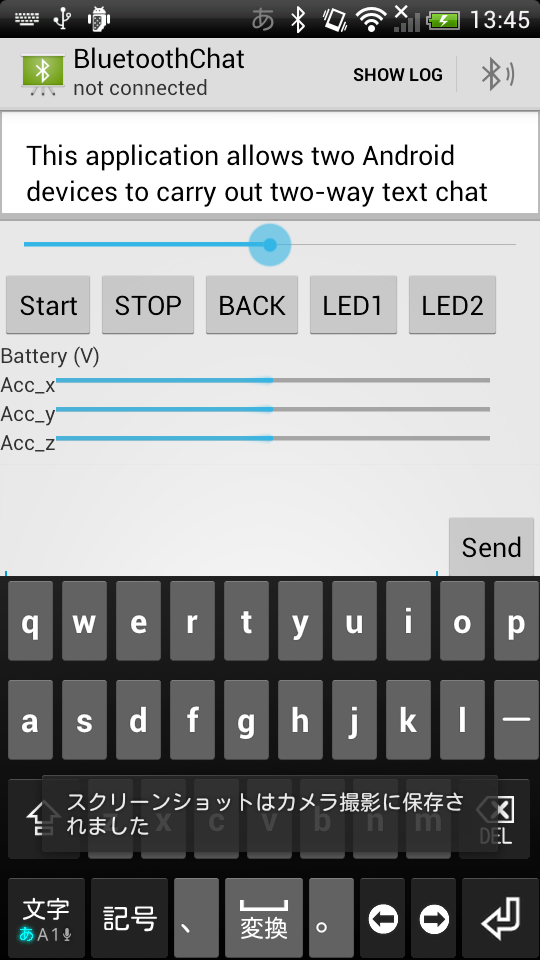 あ 13:45
BluetoothChat
not connected
SHOW LOG
This application allows two Android
devices to carry out two-way text chat
Start STOP BACK LED1 LED2
Battery (V)
Acc_x
Acc_y
Acc_z
Send
q w e r t y u i o p
a s d f g h j k l ー
z x c v b n m DEL
スクリーンショットはカメラ撮影に保存さ
れました
文字 記号 、 変換 。
あA1